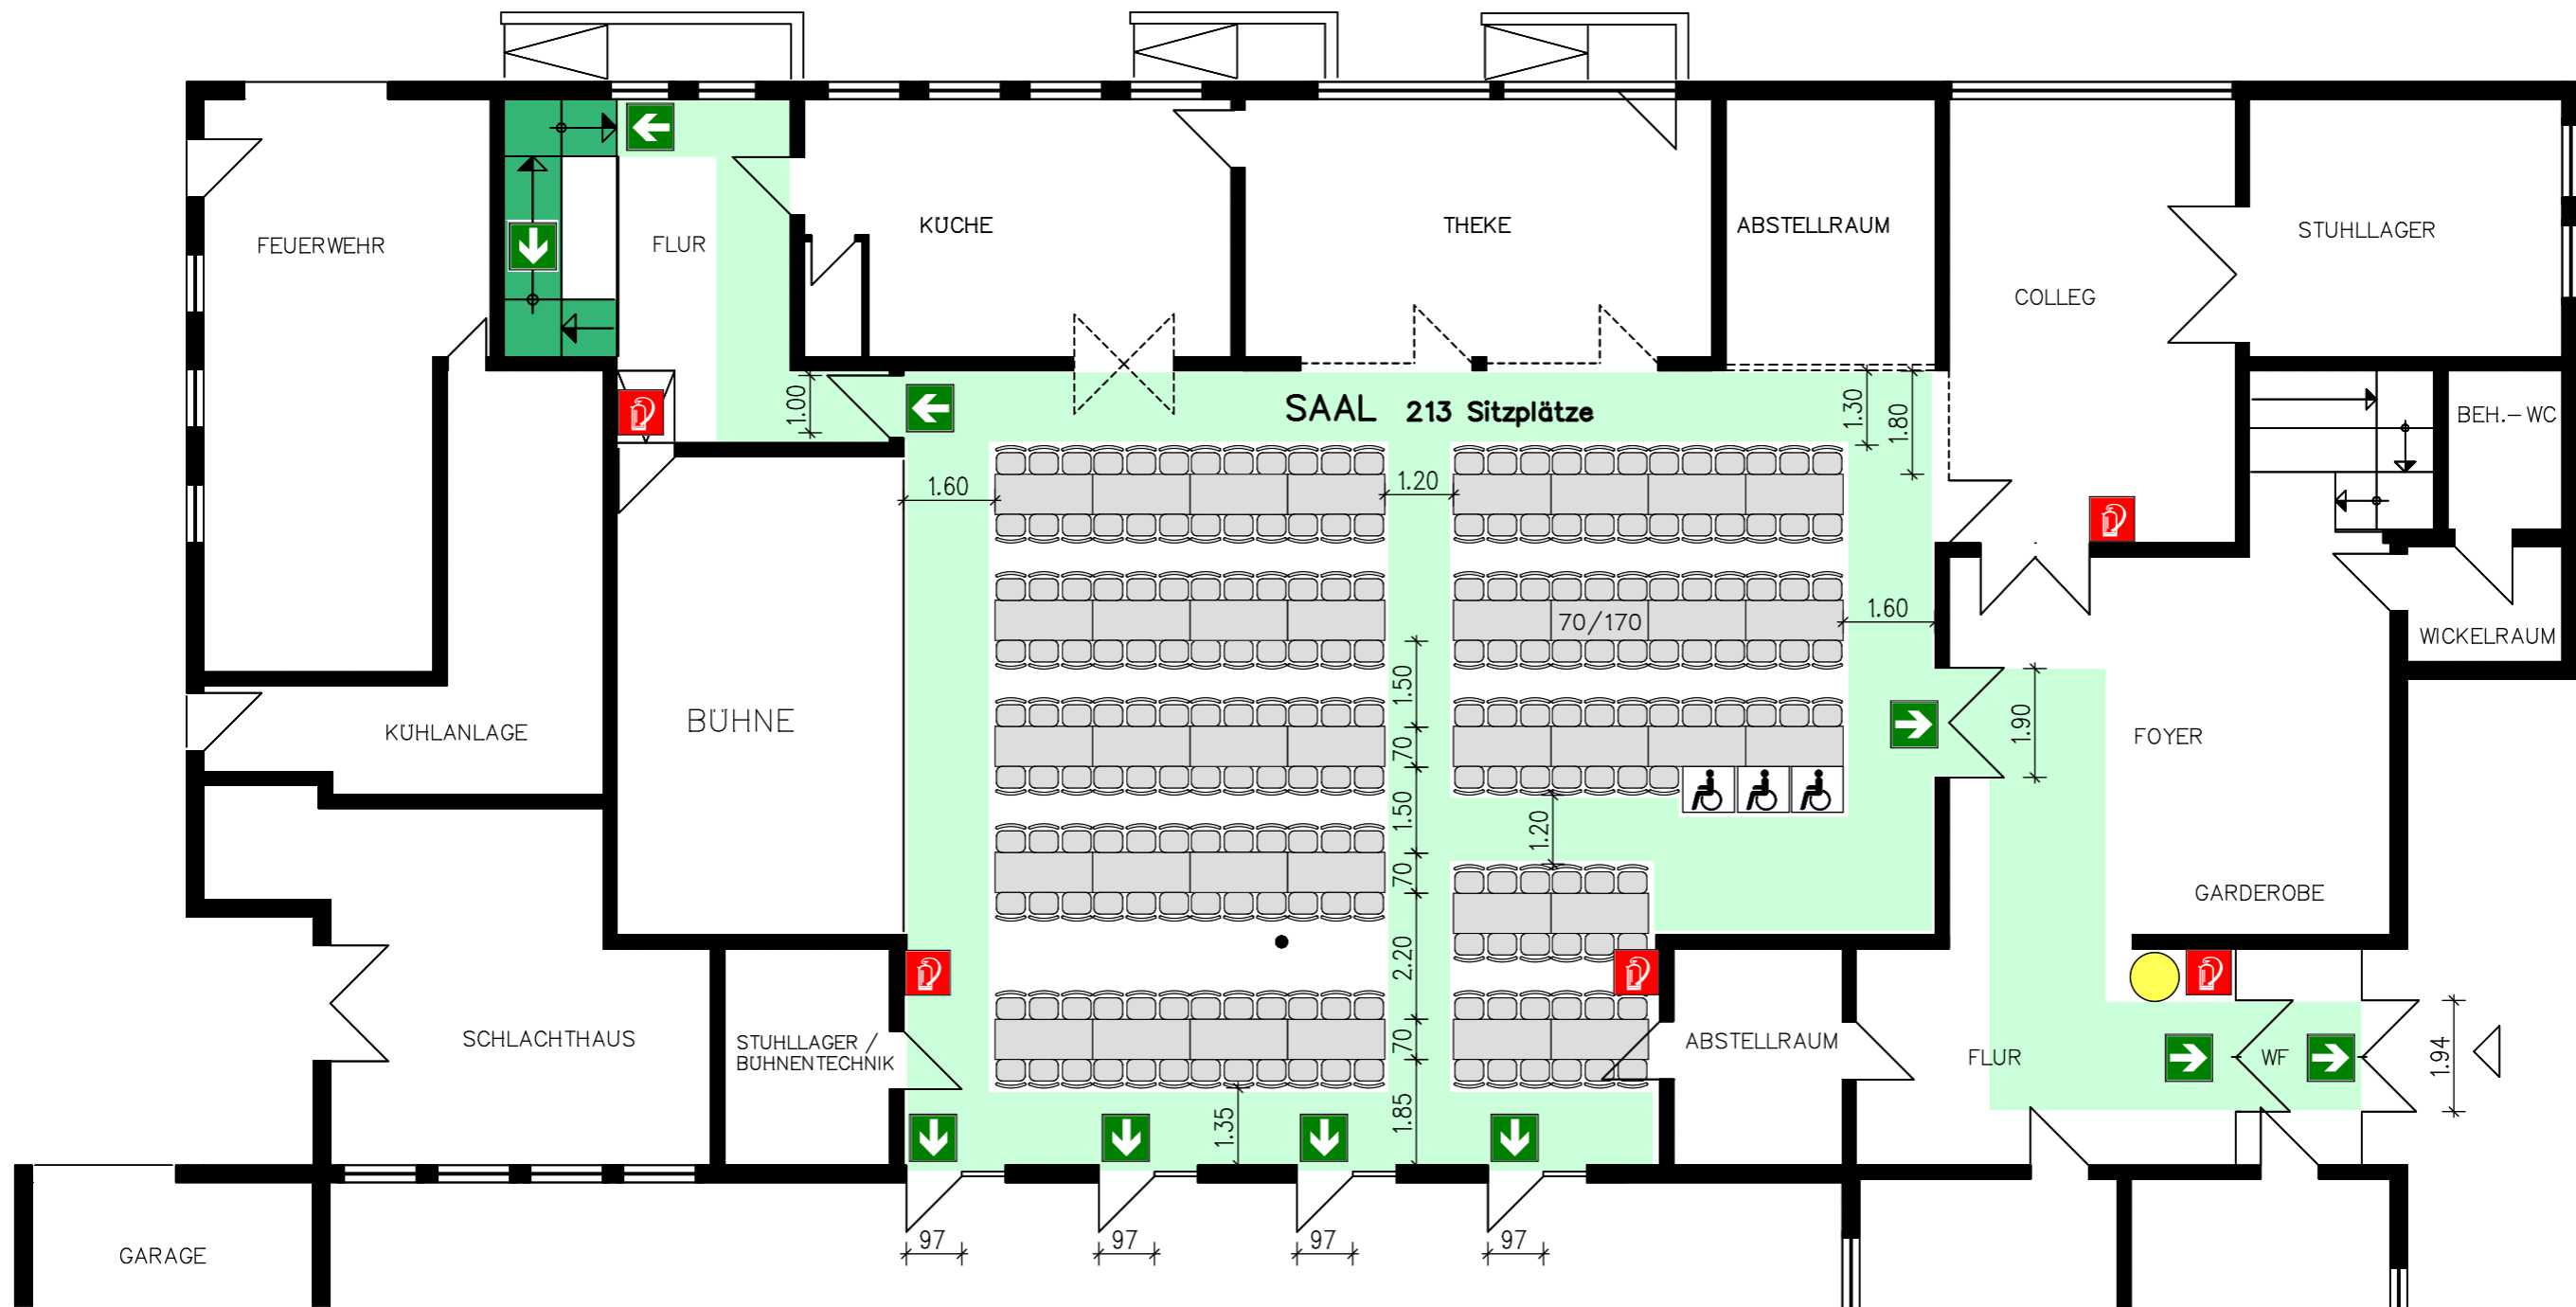 FEUERWEHR
FLUR
KÜCHE
THEKE
ABSTELLRAUM
STUHLLAGER
COLLEG
SAAL 213 Sitzplätze
1.00
1.30
1.80
BEH.-WC
1.60
1.20
70/170
1.60
WICKELRAUM
1.50
BÜHNE
KÜHLANLAGE
70
1.90
FOYER
1.50
1.20
70
GARDEROBE
2.20
SCHLACHTHAUS
STUHLLAGER /
BÜHNENTECHNIK
70
ABSTELLRAUM
FLUR
WF
1.94
1.35
1.85
97
97
97
97
GARAGE